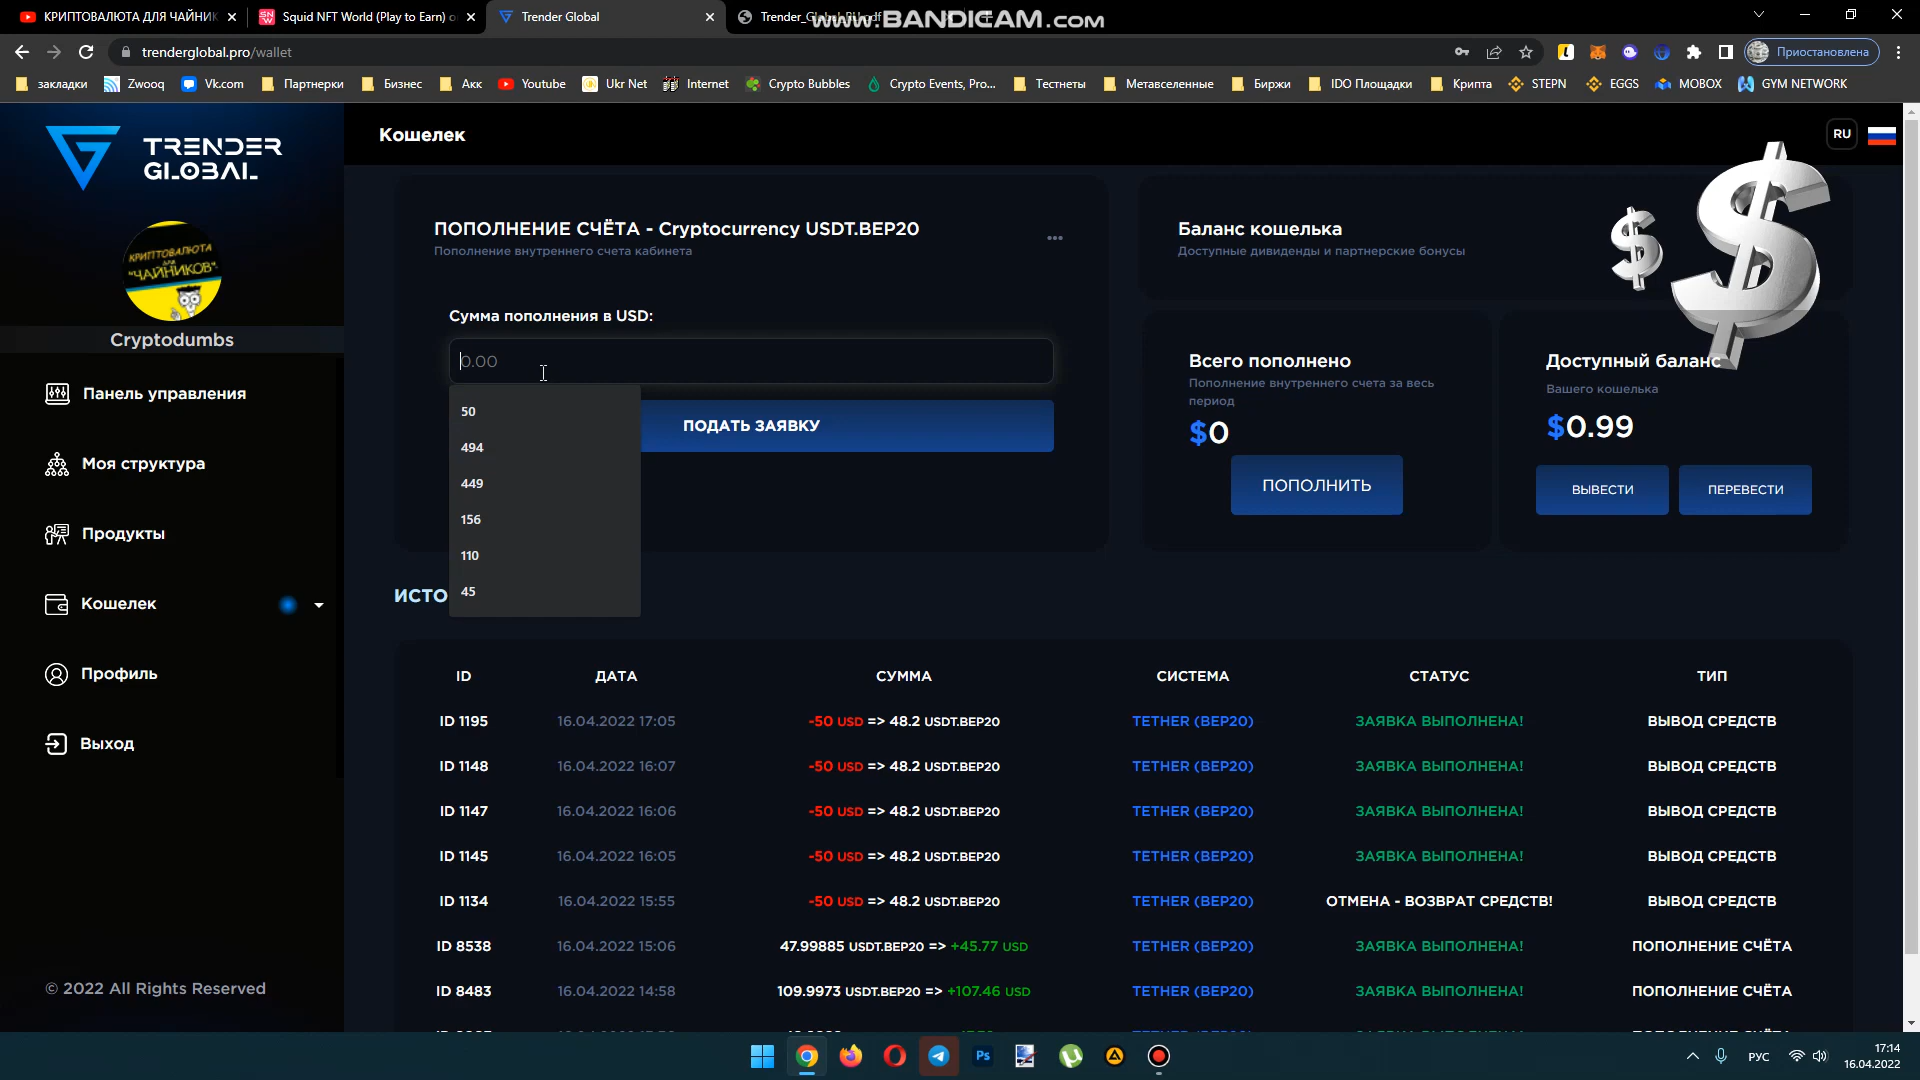 КРИПТОВАЛЮТА ДЛЯ ЧАЙНИК
Squid NFT World (Play to Earn) о
Trender Global
Trender_Global_RU.pdf
www.BANDICAM.com
trenderglobal.pro/wallet
Приостановлена
закладки
Zwooq
Vk.com
Партнерки
Бизнес
Акк
Youtube
Ukr Net
Internet
Crypto Bubbles
Crypto Events, Pro...
Тестнеты
Метавселенные
Биржи
IDO Площадки
Крипта
STEPN
EGGS
MOBOX
GYM NETWORK
TRENDER
GLOBAL
КРИПТОВАЛЮТА
ДЛЯ
"ЧАЙНИКОВ"
Cryptodumbs
Панель управления
Моя структура
Продукты
Кошелек
Профиль
Выход
© 2022 All Rights Reserved
Кошелек
RU
ПОПОЛНЕНИЕ СЧЁТА - Cryptocurrency USDT.BEP20
Пополнение внутреннего счета кабинета
...
Сумма пополнения в USD:
0.00
50
494
449
156
110
45
ПОДАТЬ ЗАЯВКУ
Баланс кошелька
Доступные дивиденды и партнерские бонусы
Всего пополнено
Пополнение внутреннего счета за весь
период
$0
ПОПОЛНИТЬ
Доступный баланс
Вашего кошелька
$0.99
ВЫВЕСТИ
ПЕРЕВЕСТИ
ИСТО
ID ДАТА СУММА СИСТЕМА СТАТУС ТИП
ID 1195 16.04.2022 17:05 -50 USD => 48.2 USDT.BEP20 TETHER (BEP20) ЗАЯВКА ВЫПОЛНЕНА! ВЫВОД СРЕДСТВ
ID 1148 16.04.2022 16:07 -50 USD => 48.2 USDT.BEP20 TETHER (BEP20) ЗАЯВКА ВЫПОЛНЕНА! ВЫВОД СРЕДСТВ
ID 1147 16.04.2022 16:06 -50 USD => 48.2 USDT.BEP20 TETHER (BEP20) ЗАЯВКА ВЫПОЛНЕНА! ВЫВОД СРЕДСТВ
ID 1145 16.04.2022 16:05 -50 USD => 48.2 USDT.BEP20 TETHER (BEP20) ЗАЯВКА ВЫПОЛНЕНА! ВЫВОД СРЕДСТВ
ID 1134 16.04.2022 15:55 -50 USD => 48.2 USDT.BEP20 TETHER (BEP20) ОТМЕНА - ВОЗВРАТ СРЕДСТВ! ВЫВОД СРЕДСТВ
ID 8538 16.04.2022 15:06 47.99885 USDT.BEP20 => +45.77 USD TETHER (BEP20) ЗАЯВКА ВЫПОЛНЕНА! ПОПОЛНЕНИЕ СЧЁТА
ID 8483 16.04.2022 14:58 109.9973 USDT.BEP20 => +107.46 USD TETHER (BEP20) ЗАЯВКА ВЫПОЛНЕНА! ПОПОЛНЕНИЕ СЧЁТА
Ps
РУС
17:14
16.04.2022